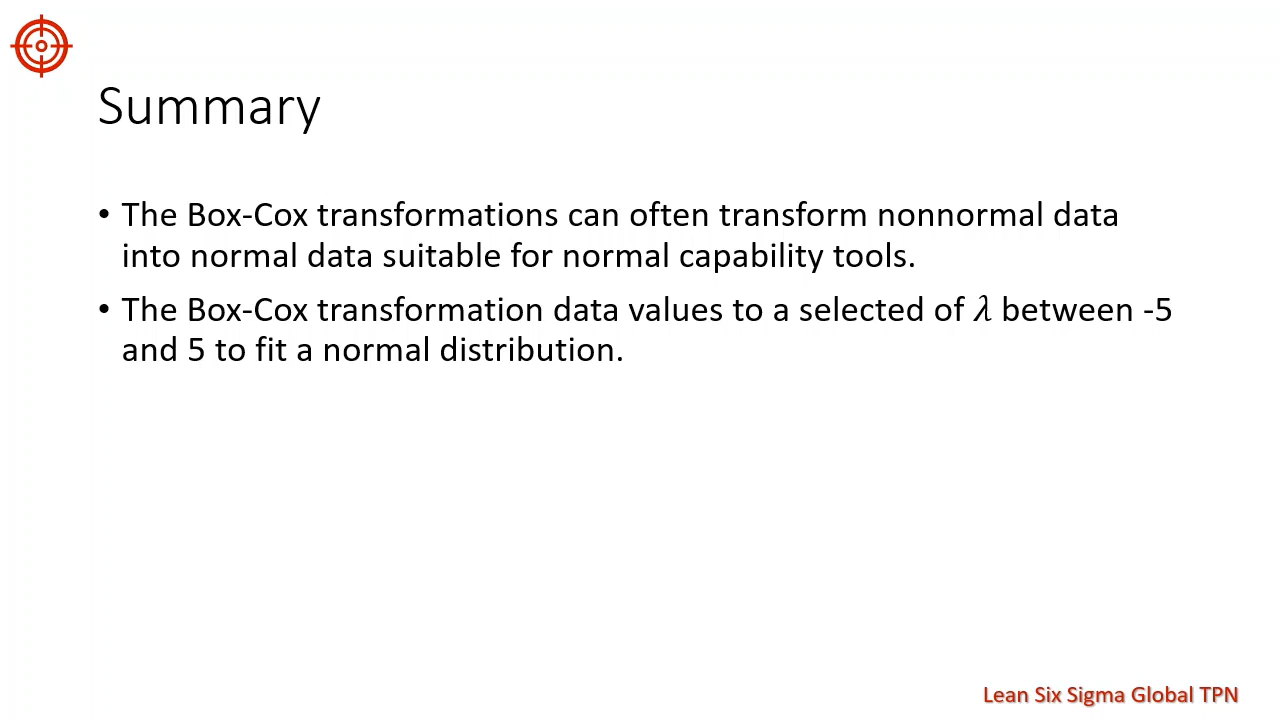 Summary
• The Box-Cox transformations can often transform nonnormal data
into normal data suitable for normal capability tools.
• The Box-Cox transformation data values to a selected of λ between -5
and 5 to fit a normal distribution.
Lean Six Sigma Global TPN